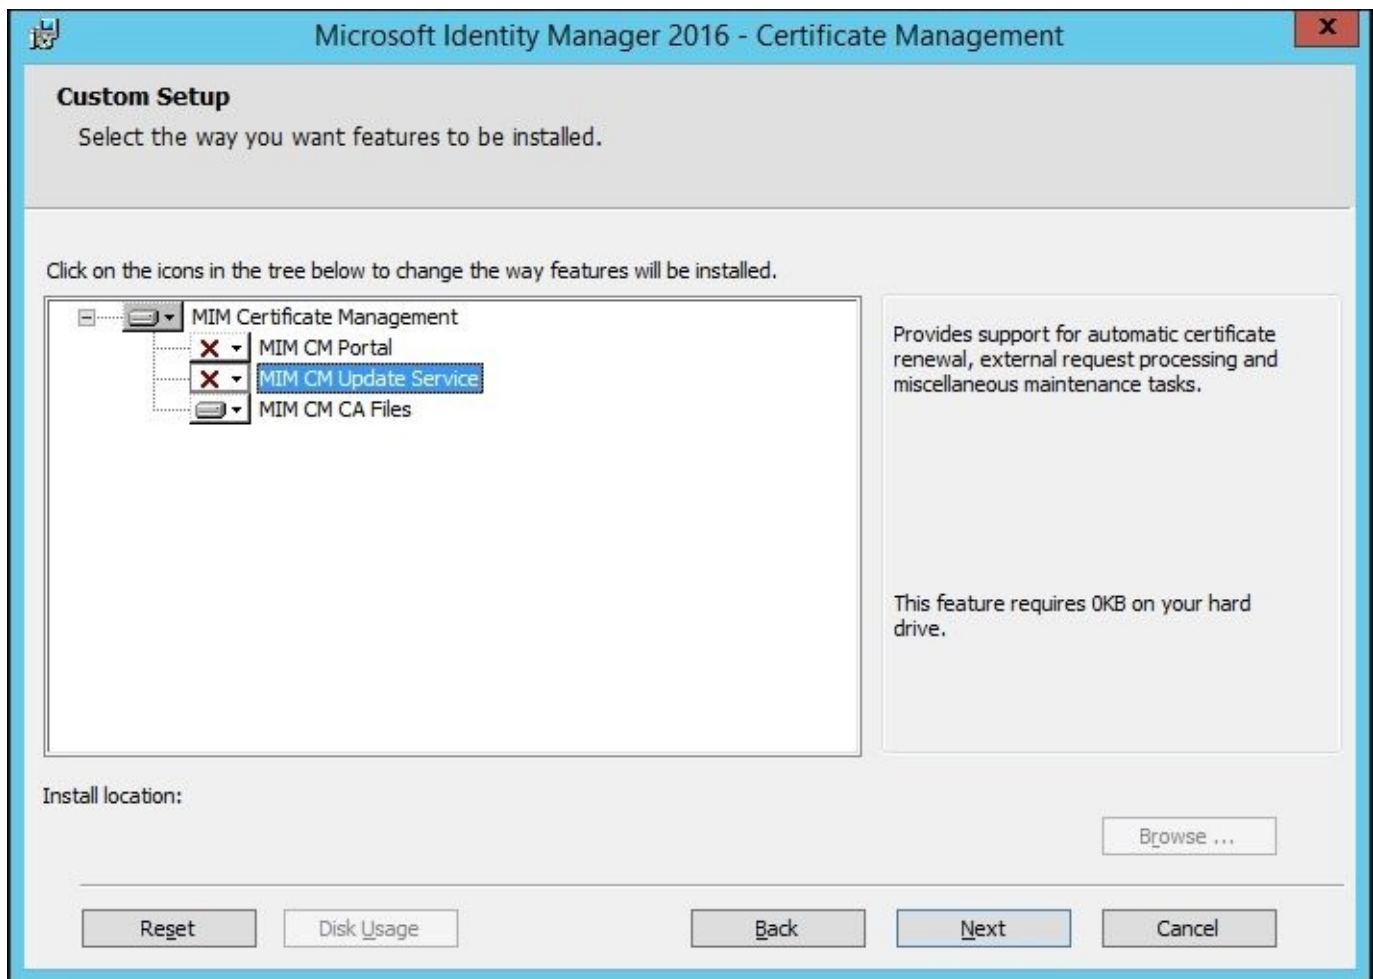 Microsoft Identity Manager 2016 - Certificate Management
X
Custom Setup
Select the way you want features to be installed.
Click on the icons in the tree below to change the way features will be installed.
MIM Certificate Management
MIM CM Portal
MIM CM Update Service
MIM CM CA Files
Provides support for automatic certificate
renewal, external request processing and
miscellaneous maintenance tasks.
This feature requires 0KB on your hard
drive.
Install location:
Browse ...
Reset
Disk Usage
Back
Next
Cancel